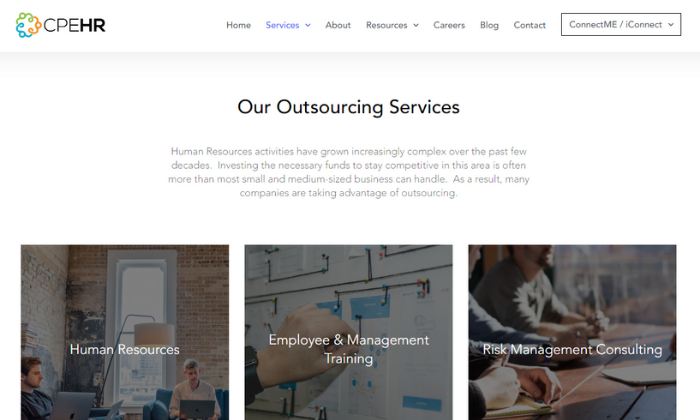 CPEHR
Home
Services
About
Resources
Careers
Blog
Contact
ConnectME / iConnect
Our Outsourcing Services
Human Resources activities have grown increasingly complex over the past few
decades.  Investing the necessary funds to stay competitive in this area is often
more than most small and medium-sized business can handle.  As a result, many
companies are taking advantage of outsourcing.
Human Resources
Employee & Management
Training
Risk Management Consulting